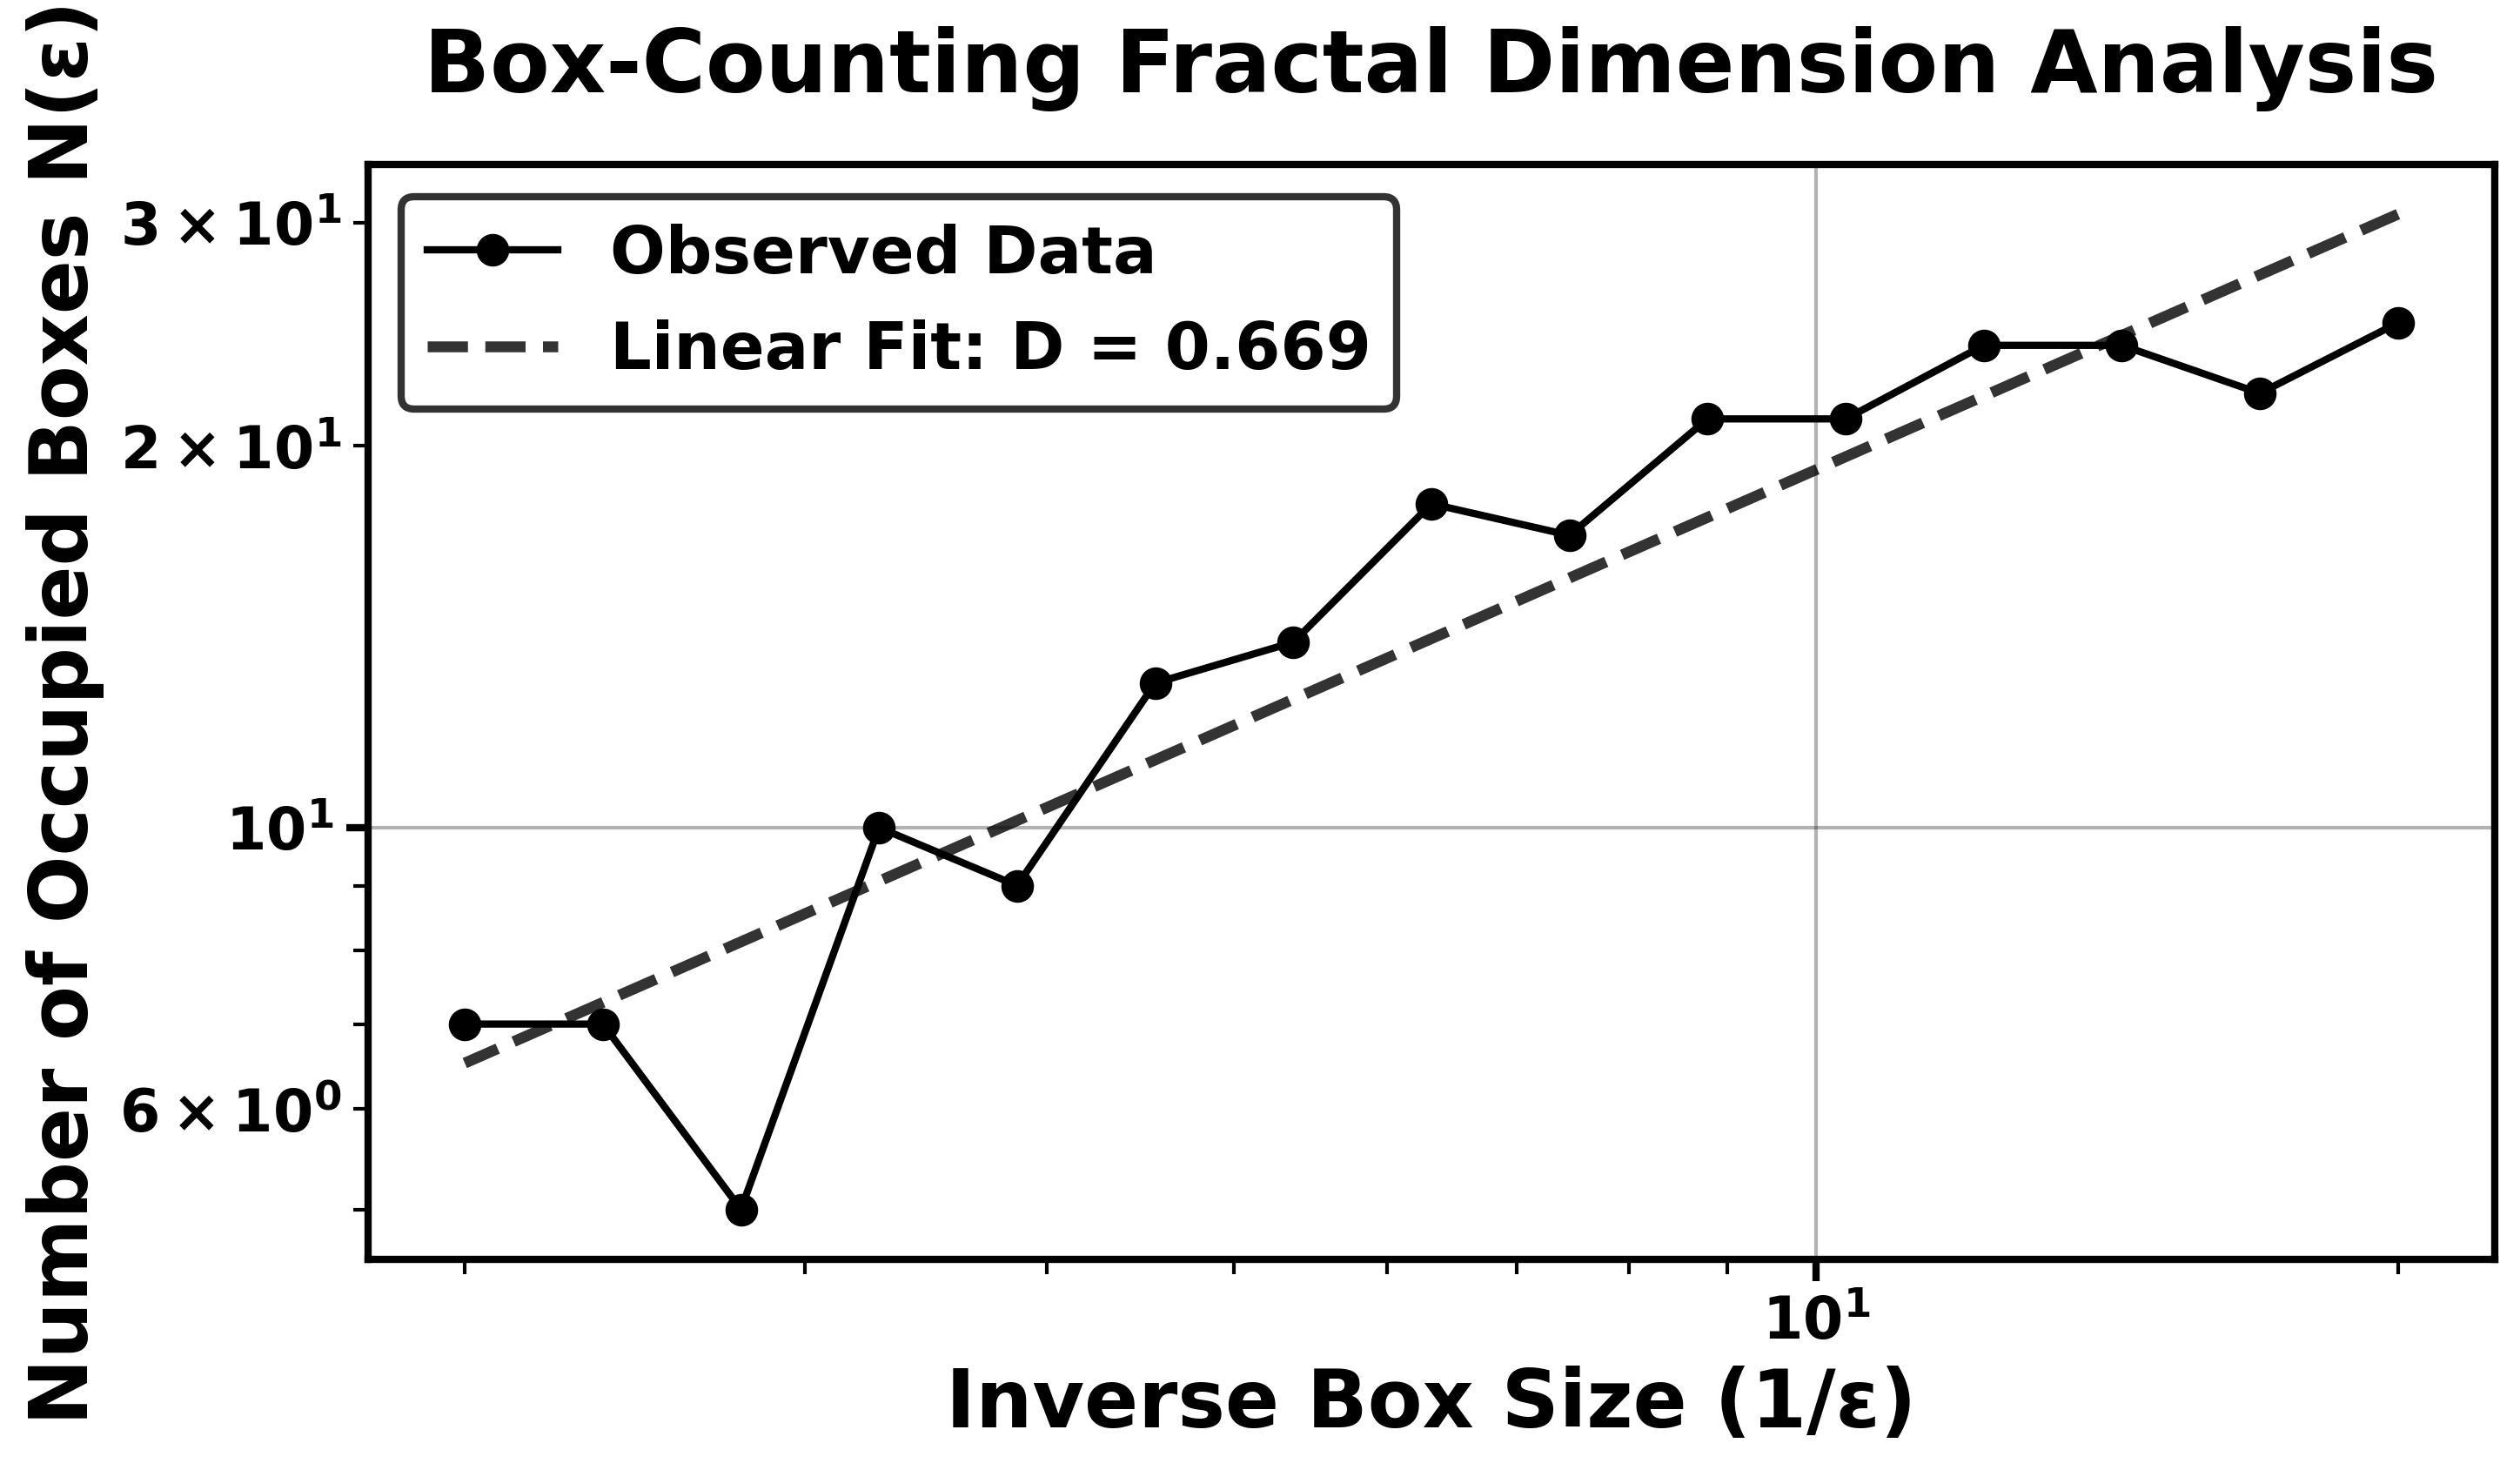 Box-Counting Fractal Dimension Analysis
Number of Occupied Boxes N(ε)
3 × 10¹
2 × 10¹
10¹
6 × 10⁰
Observed Data
Linear Fit: D = 0.669
10¹
Inverse Box Size (1/ε)